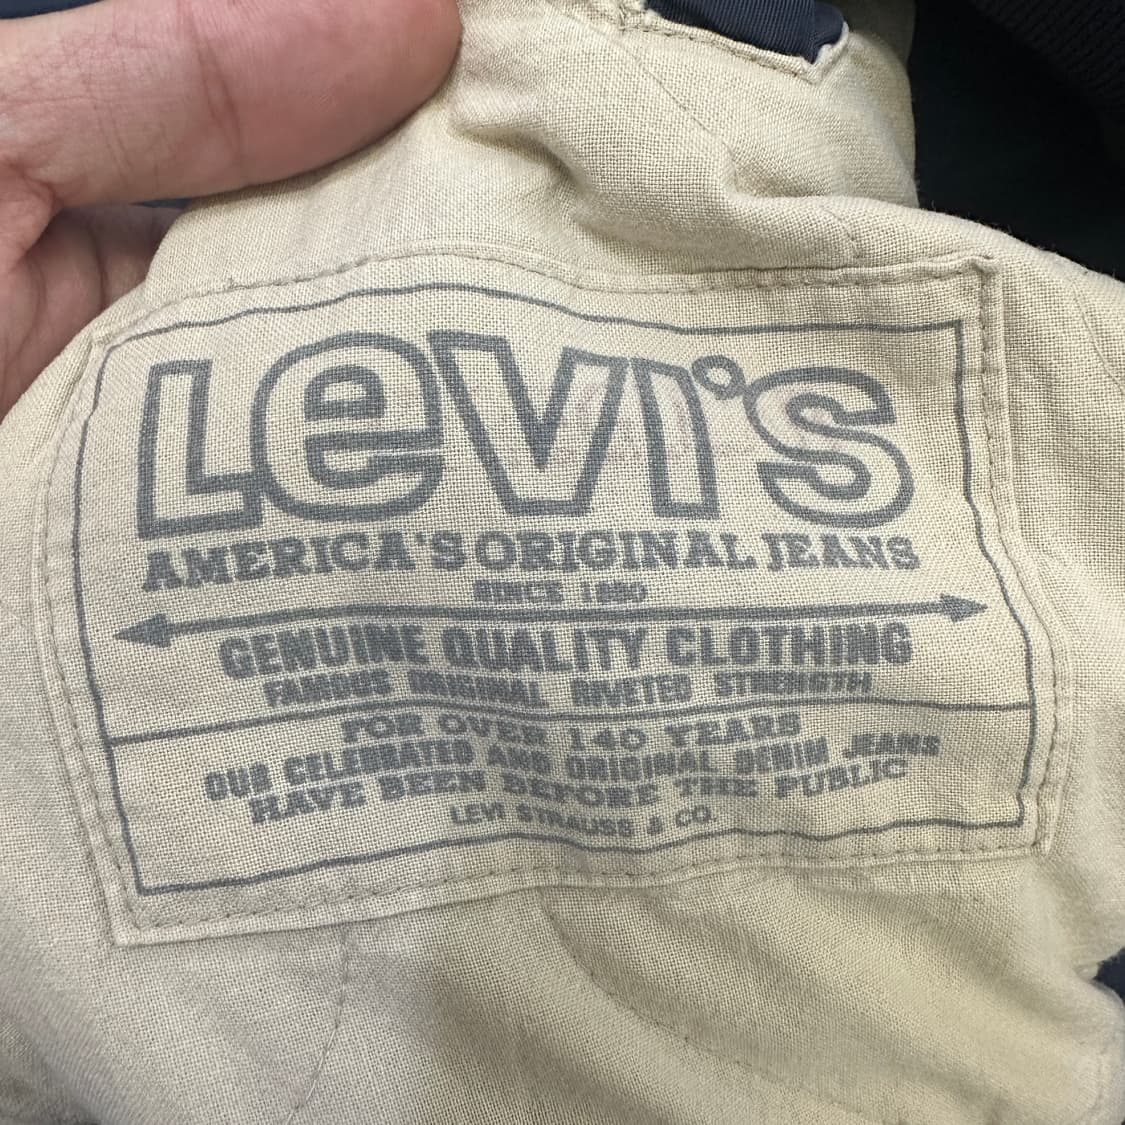 Levi's
AMERICA'S ORIGINAL JEANS
SINCE 1850
GENUINE QUALITY CLOTHING
FAMOUS ORIGINAL RIVETED STRENGTH
FOR OVER 140 YEARS
OUR CELEBRATED AND ORIGINAL DENIM JEANS
HAVE BEEN BEFORE THE PUBLIC
LEVI STRAUSS & CO.